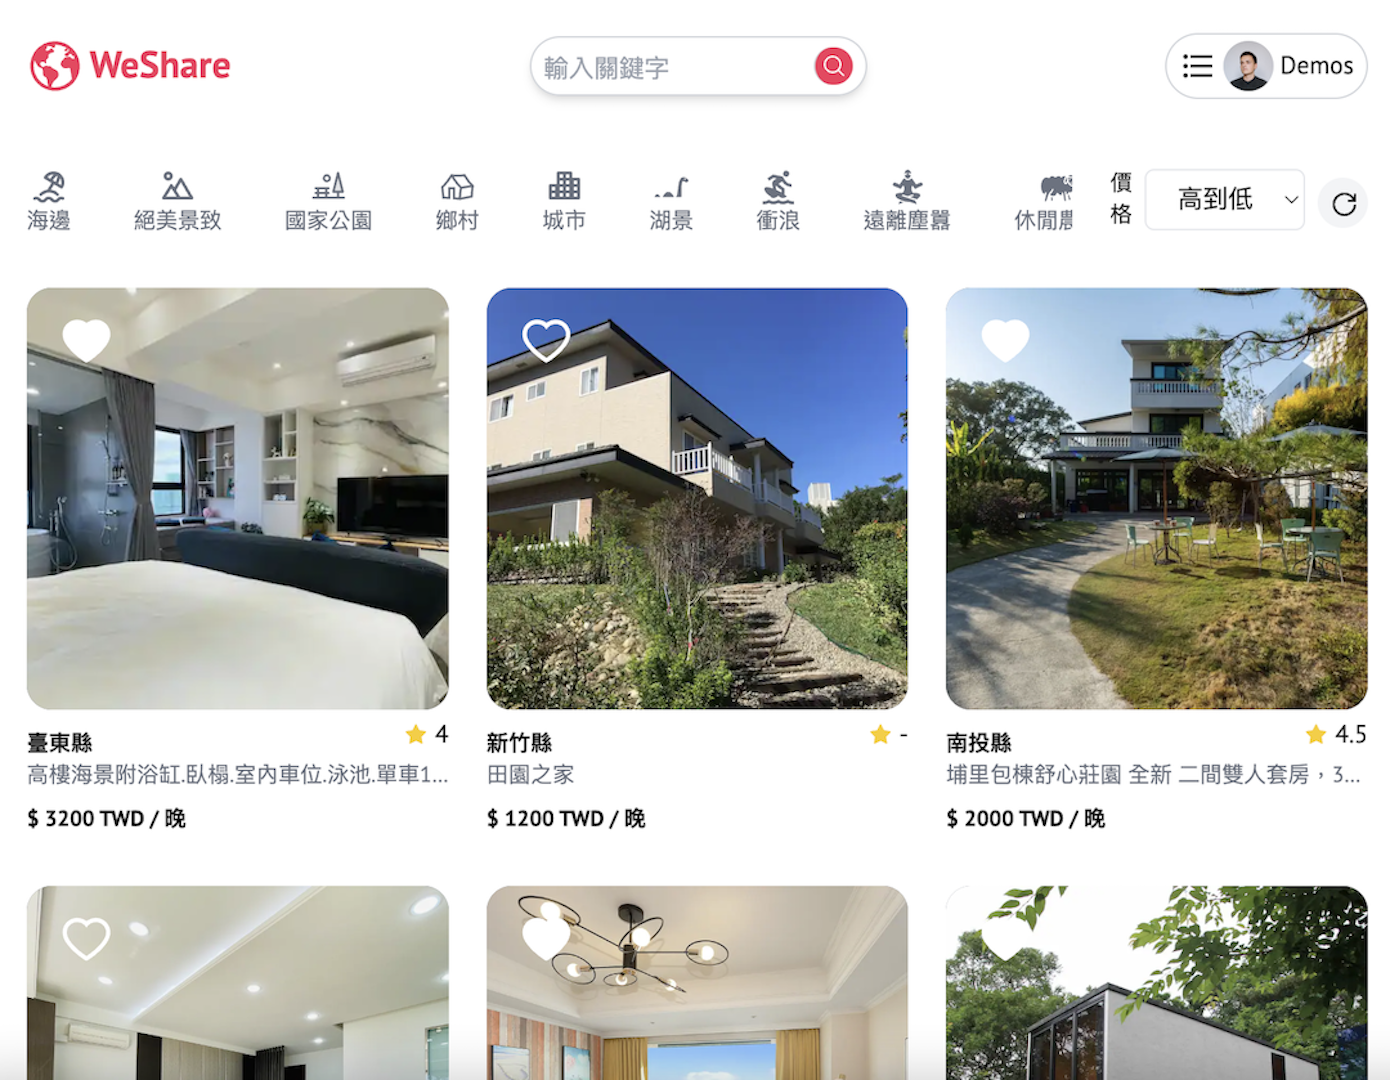 WeShare
輸入關鍵字
Demos
海邊
絕美景致
國家公園
鄉村
城市
湖景
衝浪
遠離塵囂
休閒農
價格
高到低
臺東縣
4
高樓海景附浴缸.臥榻.室內車位.泳池.單車1...
$ 3200 TWD / 晚
新竹縣
-
田園之家
$ 1200 TWD / 晚
南投縣
4.5
埔里包棟舒心莊園 全新 二間雙人套房，3...
$ 2000 TWD / 晚